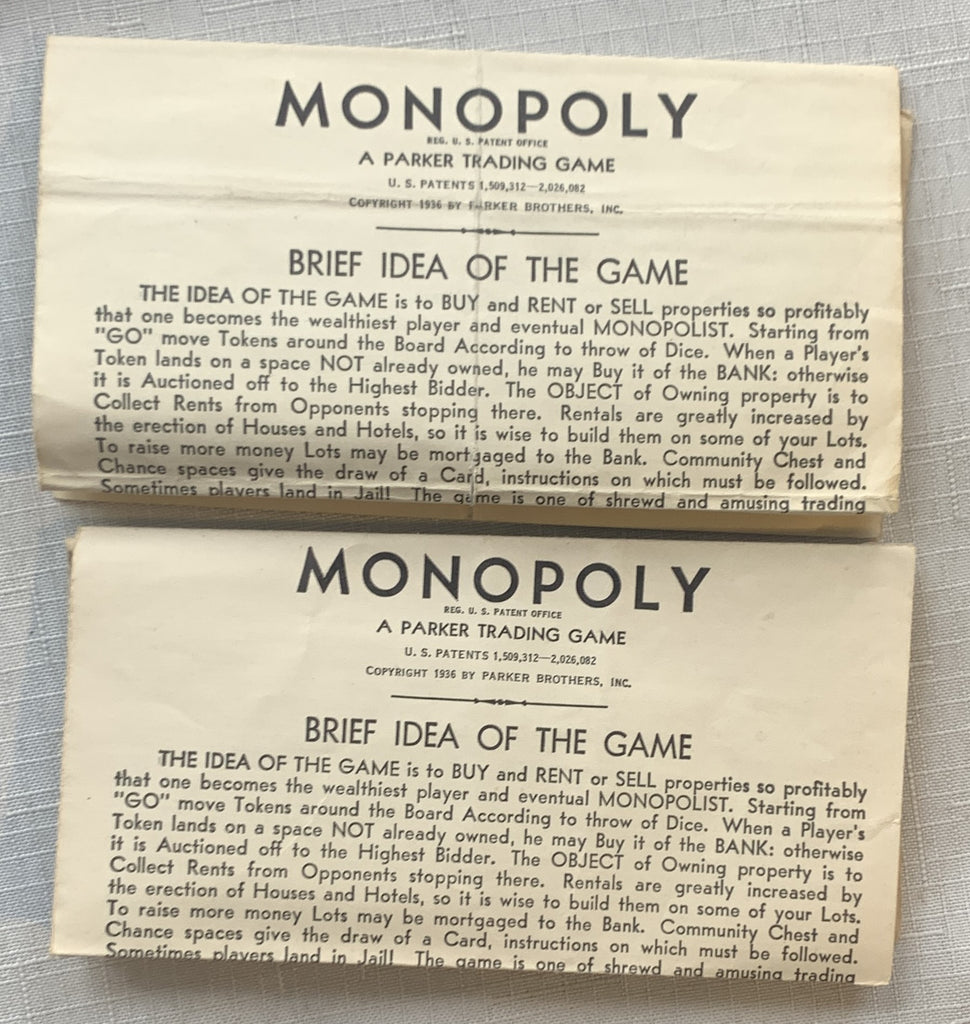 MONOPOLY
REG. U. S. PATENT OFFICE
A PARKER TRADING GAME
U. S. PATENTS 1,509,312—2,026,082
COPYRIGHT 1936 BY PARKER BROTHERS, INC.
BRIEF IDEA OF THE GAME
THE IDEA OF THE GAME is to BUY and RENT or SELL properties so profitably
that one becomes the wealthiest player and eventual MONOPOLIST. Starting from
"GO" move Tokens around the Board According to throw of Dice. When a Player's
Token lands on a space NOT already owned, he may Buy it of the BANK: otherwise
it is Auctioned off to the Highest Bidder. The OBJECT of Owning property is to
Collect Rents from Opponents stopping there. Rentals are greatly increased by
the erection of Houses and Hotels, so it is wise to build them on some of your Lots.
To raise more money Lots may be mortgaged to the Bank. Community Chest and
Chance spaces give the draw of a Card, instructions on which must be followed.
Sometimes players land in Jail! The game is one of shrewd and amusing trading
MONOPOLY
REG. U. S. PATENT OFFICE
A PARKER TRADING GAME
U. S. PATENTS 1,509,312—2,026,082
COPYRIGHT 1936 BY PARKER BROTHERS, INC.
BRIEF IDEA OF THE GAME
THE IDEA OF THE GAME is to BUY and RENT or SELL properties so profitably
that one becomes the wealthiest player and eventual MONOPOLIST. Starting from
"GO" move Tokens around the Board According to throw of Dice. When a Player's
Token lands on a space NOT already owned, he may Buy it of the BANK: otherwise
it is Auctioned off to the Highest Bidder. The OBJECT of Owning property is to
Collect Rents from Opponents stopping there. Rentals are greatly increased by
the erection of Houses and Hotels, so it is wise to build them on some of your Lots.
To raise more money Lots may be mortgaged to the Bank. Community Chest and
Chance spaces give the draw of a Card, instructions on which must be followed.
Sometimes players land in Jail! The game is one of shrewd and amusing trading